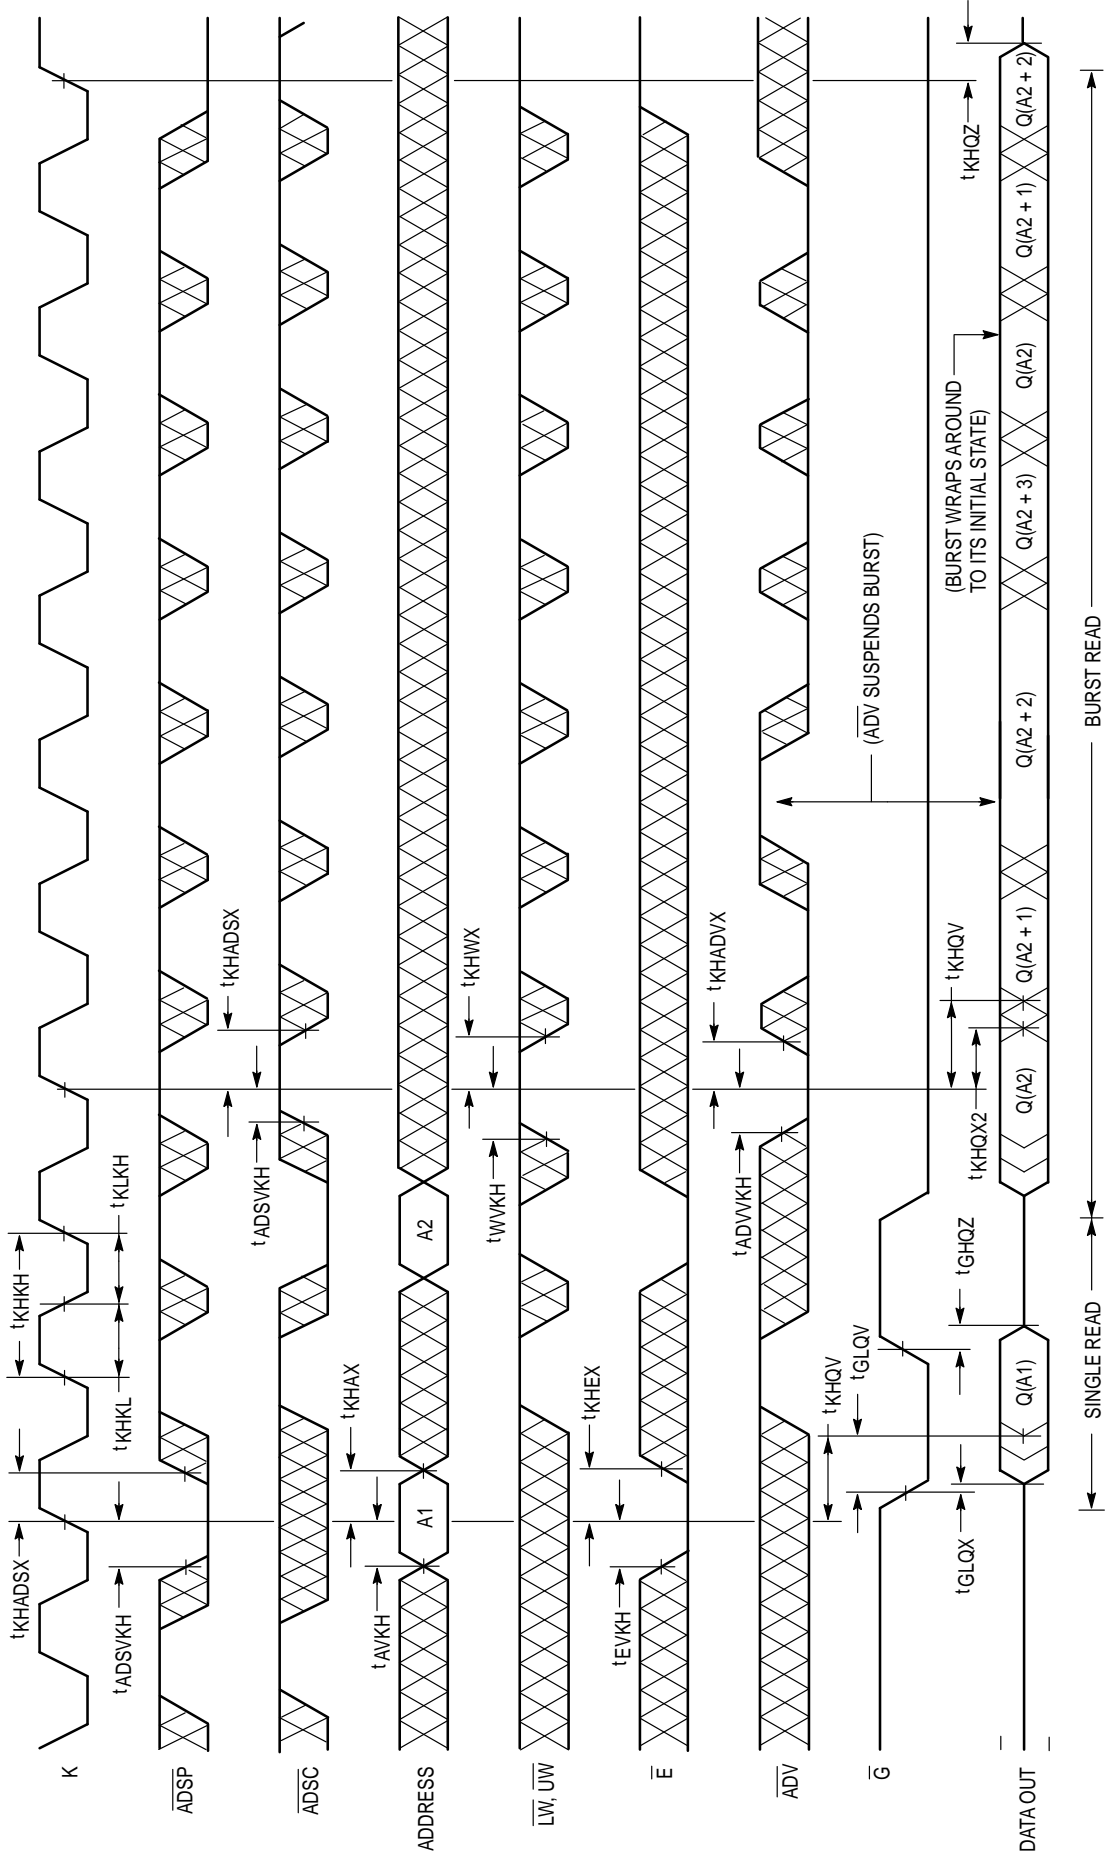 K
ADSP
ADSC
ADDRESS
LW, UW
E
ADV
G
DATA OUT
tKHADSX
tKHKH
tKHKL
tKLKH
tADSVKH
tADSVKH
tKHADSX
tAVKH
tKHAX
A1
A2
tWVKH
tKHWX
tEVKH
tKHEX
tADVVKH
tKHADVX
(ADV SUSPENDS BURST)
tKHQV
tGLQV
tGLQX
tGHQZ
tKHQX2
tKHQV
(BURST WRAPS AROUND
TO ITS INITIAL STATE)
tKHQZ
Q(A1)
Q(A2)
Q(A2 + 1)
Q(A2 + 2)
Q(A2 + 3)
Q(A2)
Q(A2 + 1)
Q(A2 + 2)
SINGLE READ
BURST READ